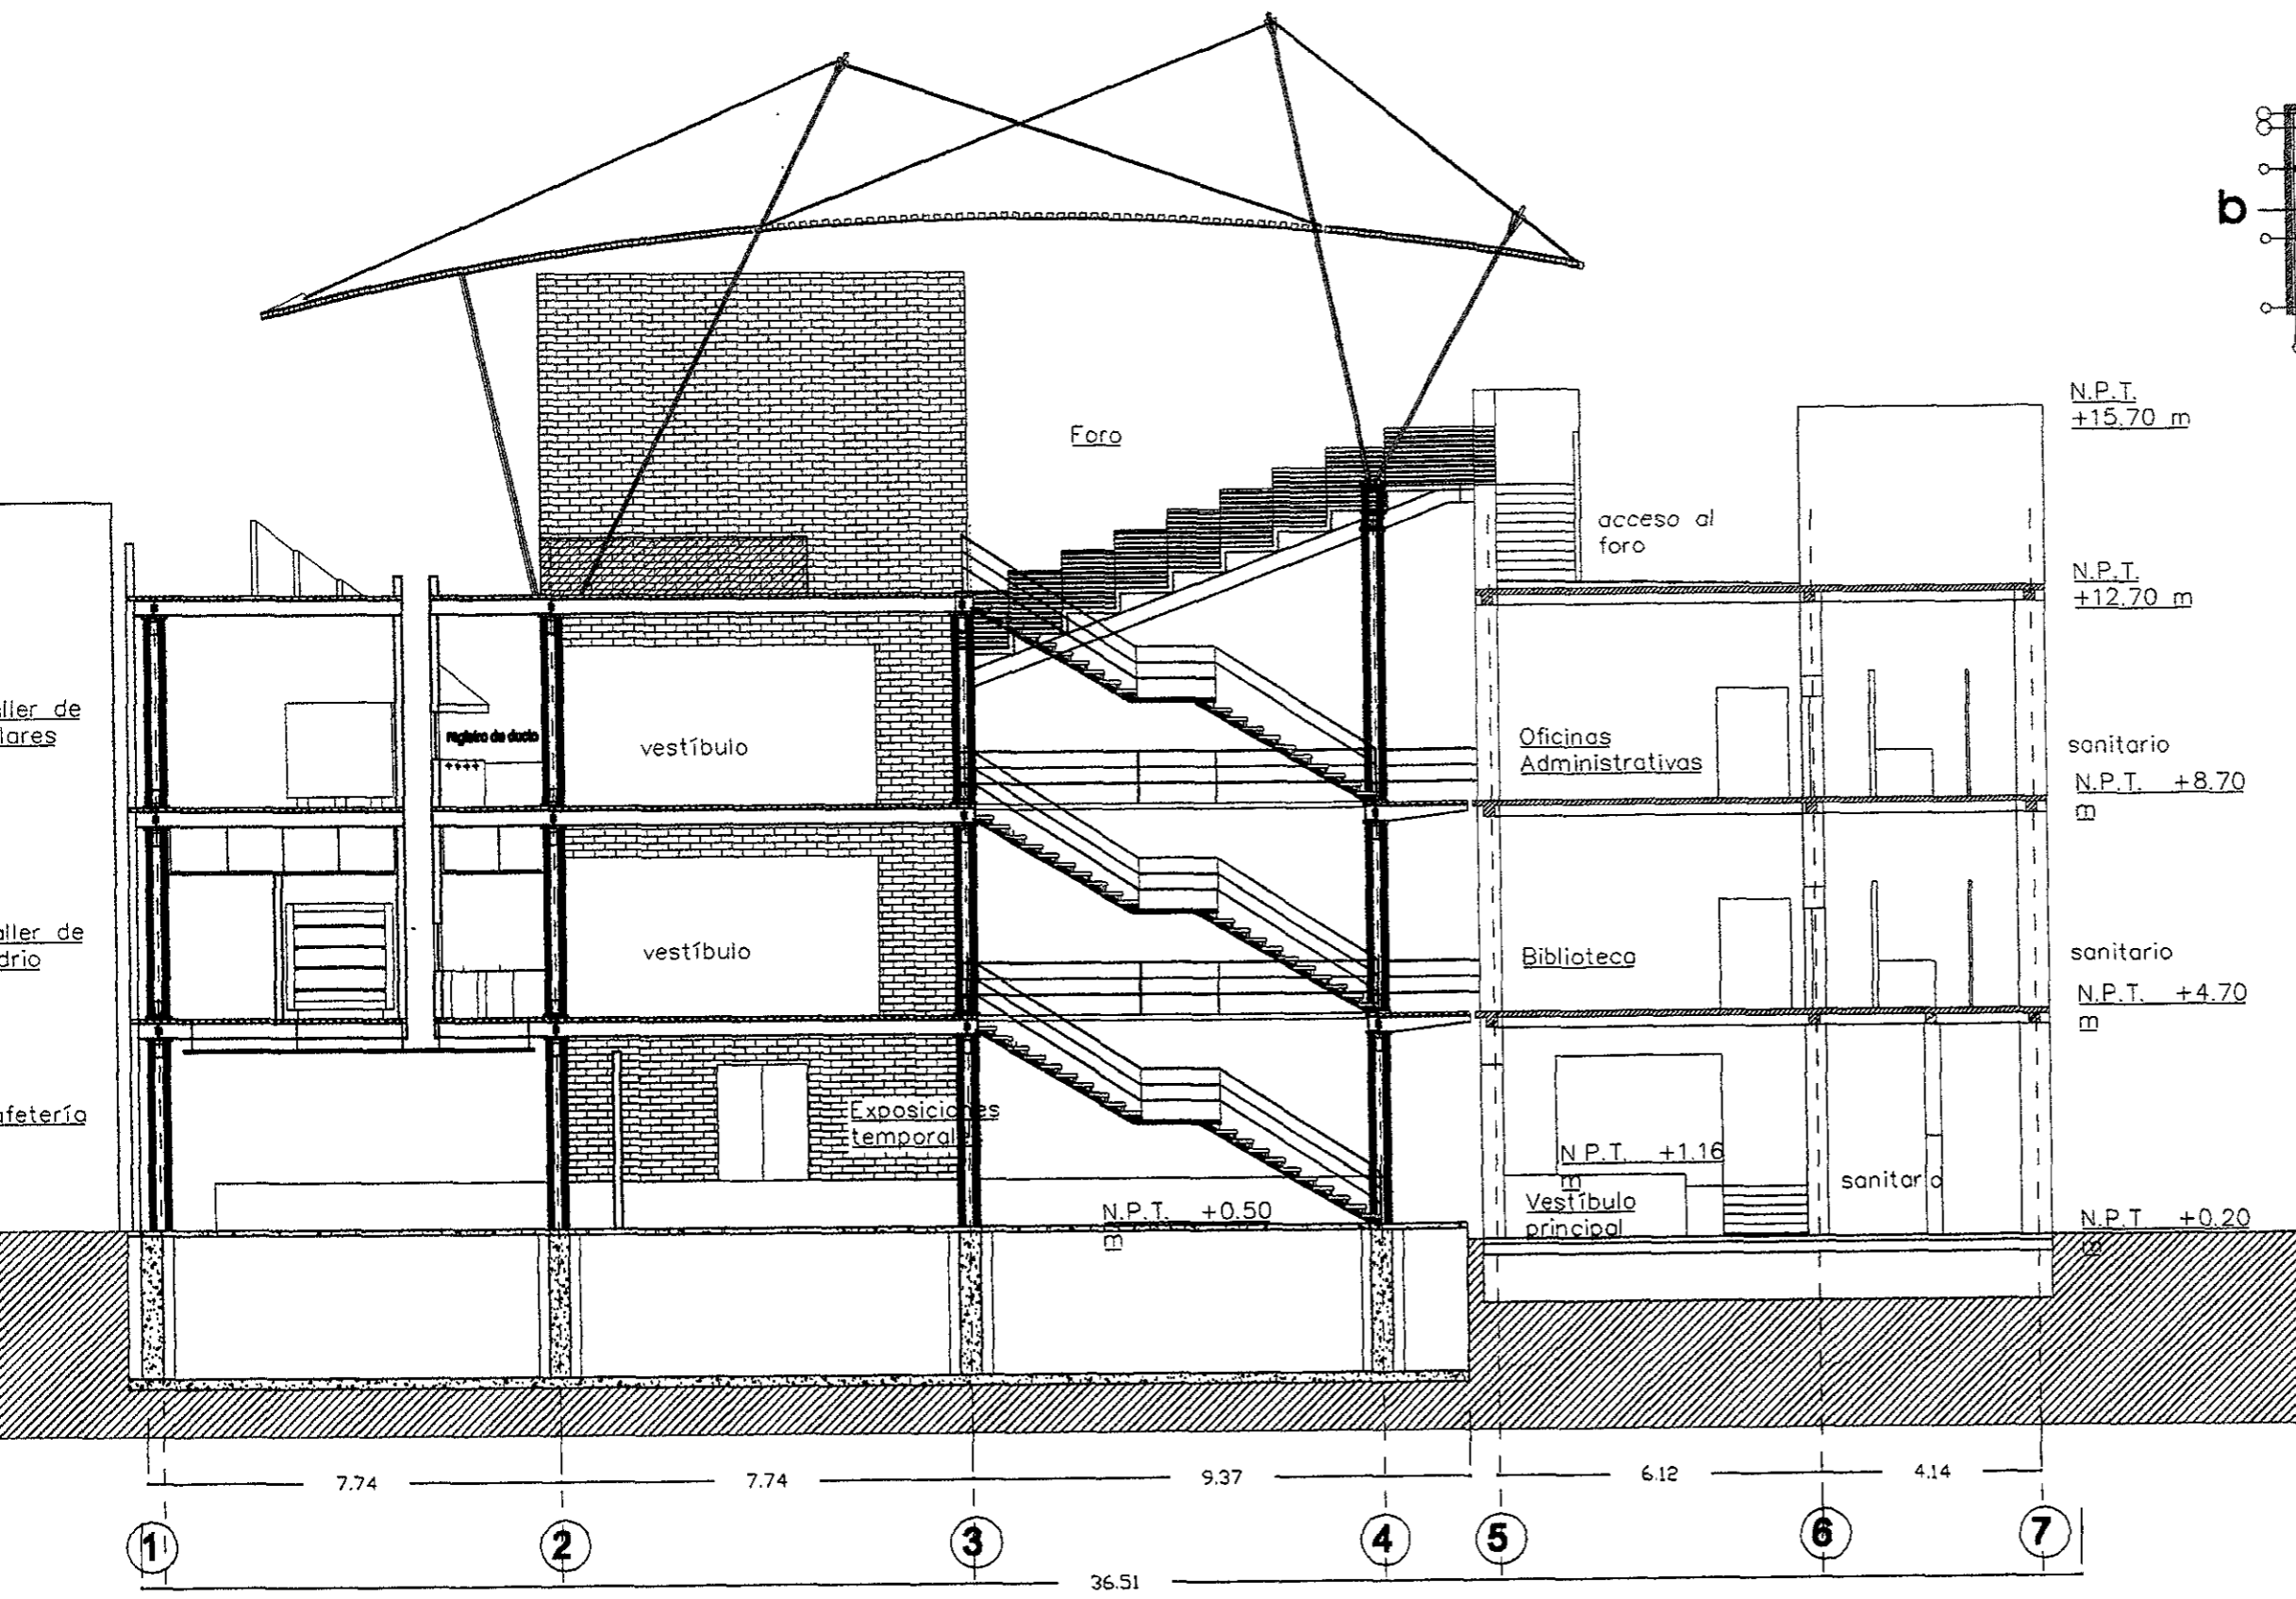 b
N.P.T.
+15.70 m
Foro
acceso al
foro
N.P.T.
+12.70 m
ller de
lares
registro de ducto
vestíbulo
Oficinas
Administrativas
sanitario
N.P.T. +8.70
m
aller de
drio
vestíbulo
Biblioteca
sanitario
N.P.T. +4.70
m
afetería
Exposiciones
temporal
N.P.T. +1.16
m
sanitario
Vestíbulo
principal
N.P.T. +0.50
m
N.P.T +0.20
m
7.74
7.74
9.37
6.12
4.14
1
2
3
4
5
6
7
36.51